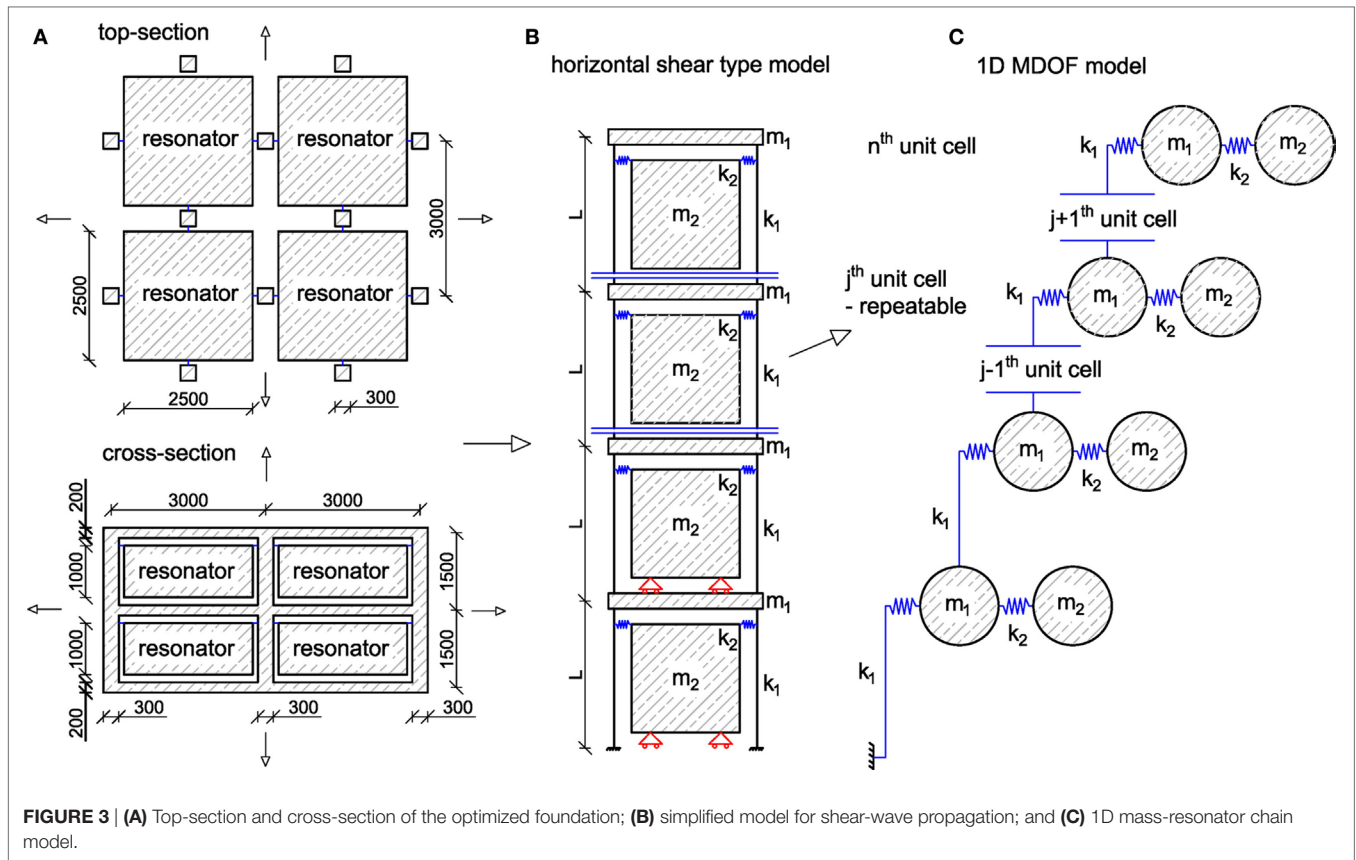 A
top-section
resonator
resonator
resonator
resonator
3000
2500
2500
300
cross-section
200
3000
3000
1000
resonator
resonator
1500
1000
resonator
resonator
1500
200
300
300
300
B
horizontal shear type model
m1
L
k2
m2
k1
m1
L
k2
m2
k1
m1
L
k2
m2
k1
m1
L
k2
m2
k1
nth unit cell
jth unit cell
- repeatable
C
1D MDOF model
k1
m1
k2
m2
j+1th unit cell
k1
m1
k2
m2
j-1th unit cell
m1
k2
m2
k1
m1
k2
m2
k1
FIGURE 3 | (A) Top-section and cross-section of the optimized foundation; (B) simplified model for shear-wave propagation; and (C) 1D mass-resonator chain
model.